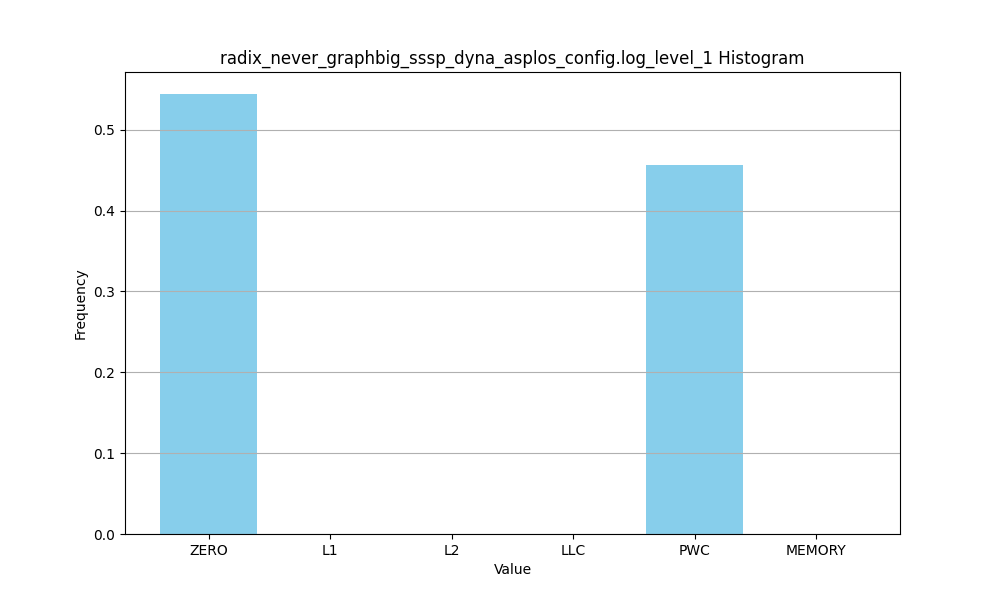 radix_never_graphbig_sssp_dyna_asplos_config.log_level_1 Histogram
0.5
0.4
0.3
0.2
0.1
0.0
Frequency
ZERO L1 L2 LLC PWC MEMORY
Value